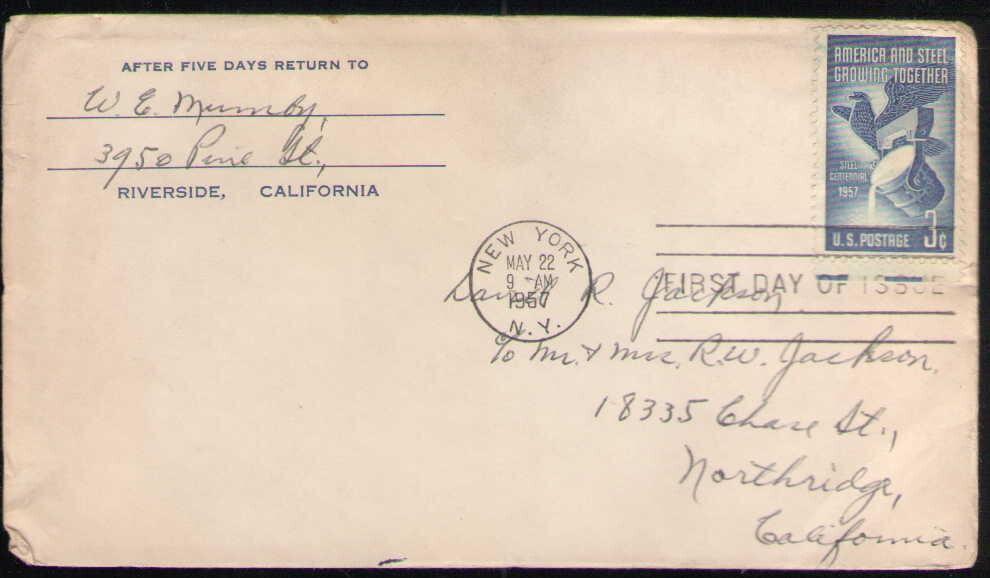 AFTER FIVE DAYS RETURN TO
W. E. Mumby,
3950 Pine St.,
RIVERSIDE, CALIFORNIA
AMERICA AND STEEL
GROWING TOGETHER
STEEL
CENTENNIAL
1957
U.S. POSTAGE 3¢
NEW YORK
MAY 22
9 - AM
1957
N.Y.
FIRST DAY OF ISSUE
R. Jackson
% Mr. & Mrs. R.W. Jackson,
18335 Chase St.,
Northridge,
California.